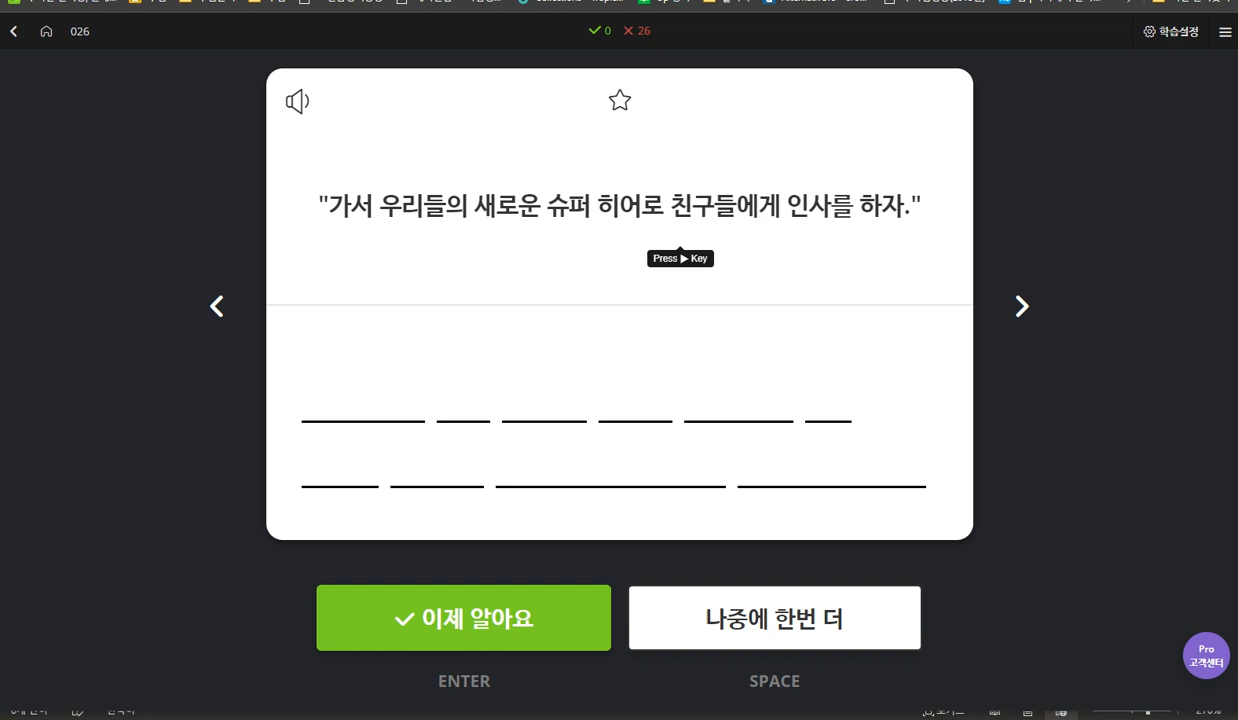 026
0 26
학습설정
"가서 우리들의 새로운 슈퍼 히어로 친구들에게 인사를 하자."
Press ▶ Key
이제 알아요
나중에 한번 더
ENTER
SPACE
Pro
고객센터